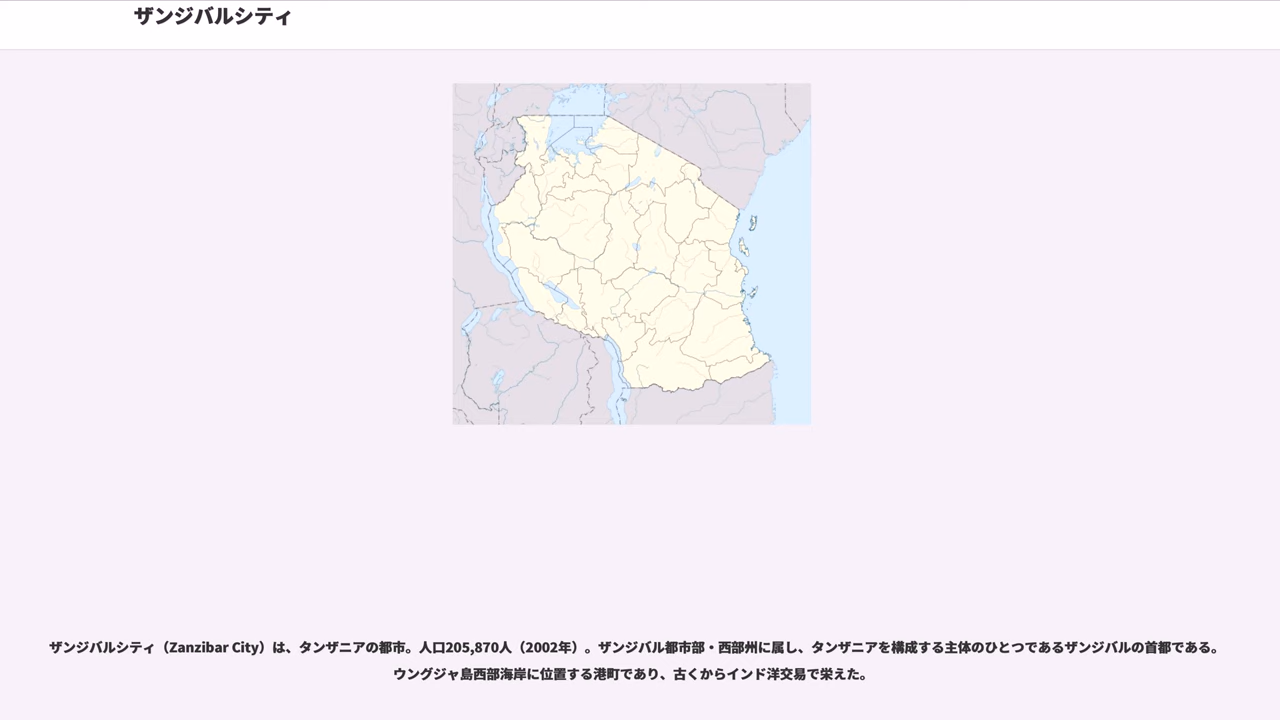 ザンジバルシティ
ザンジバルシティ（Zanzibar City）は、タンザニアの都市。人口205,870人（2002年）。ザンジバル都市部・西部州に属し、タンザニアを構成する主体のひとつであるザンジバルの首都である。
ウングジャ島西部海岸に位置する港町であり、古くからインド洋交易で栄えた。